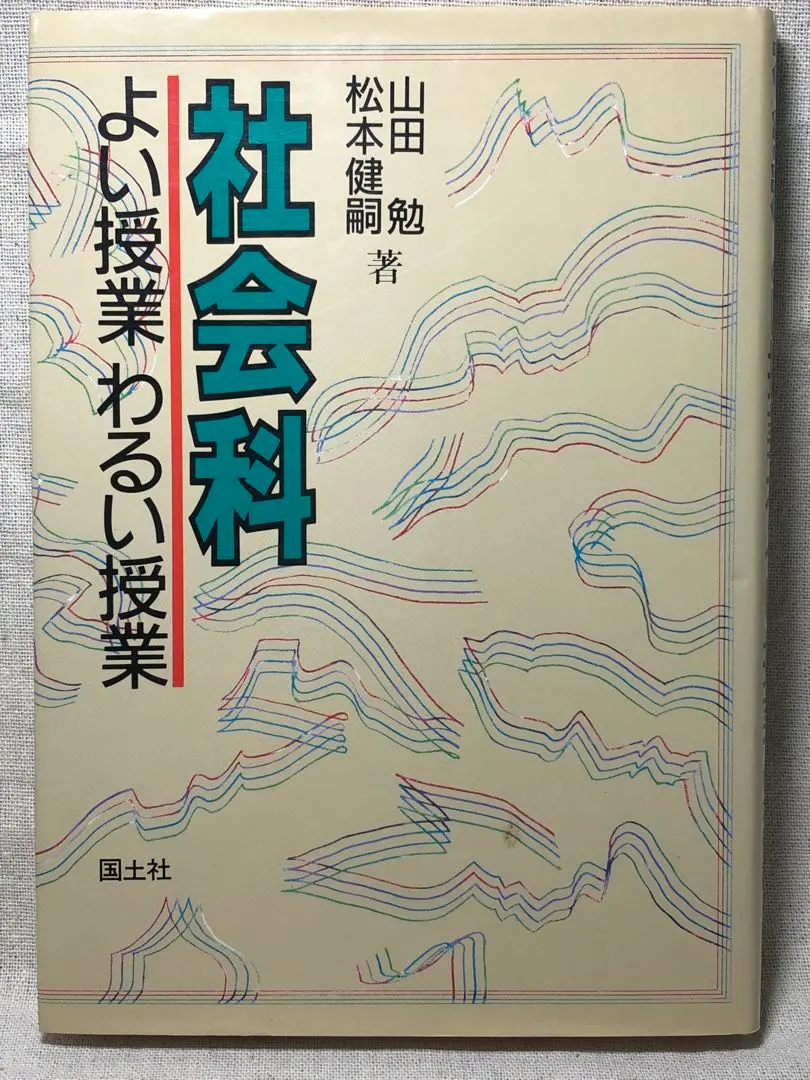 山田 勉
松本健嗣
著
社会科
よい授業 わるい授業
国土社